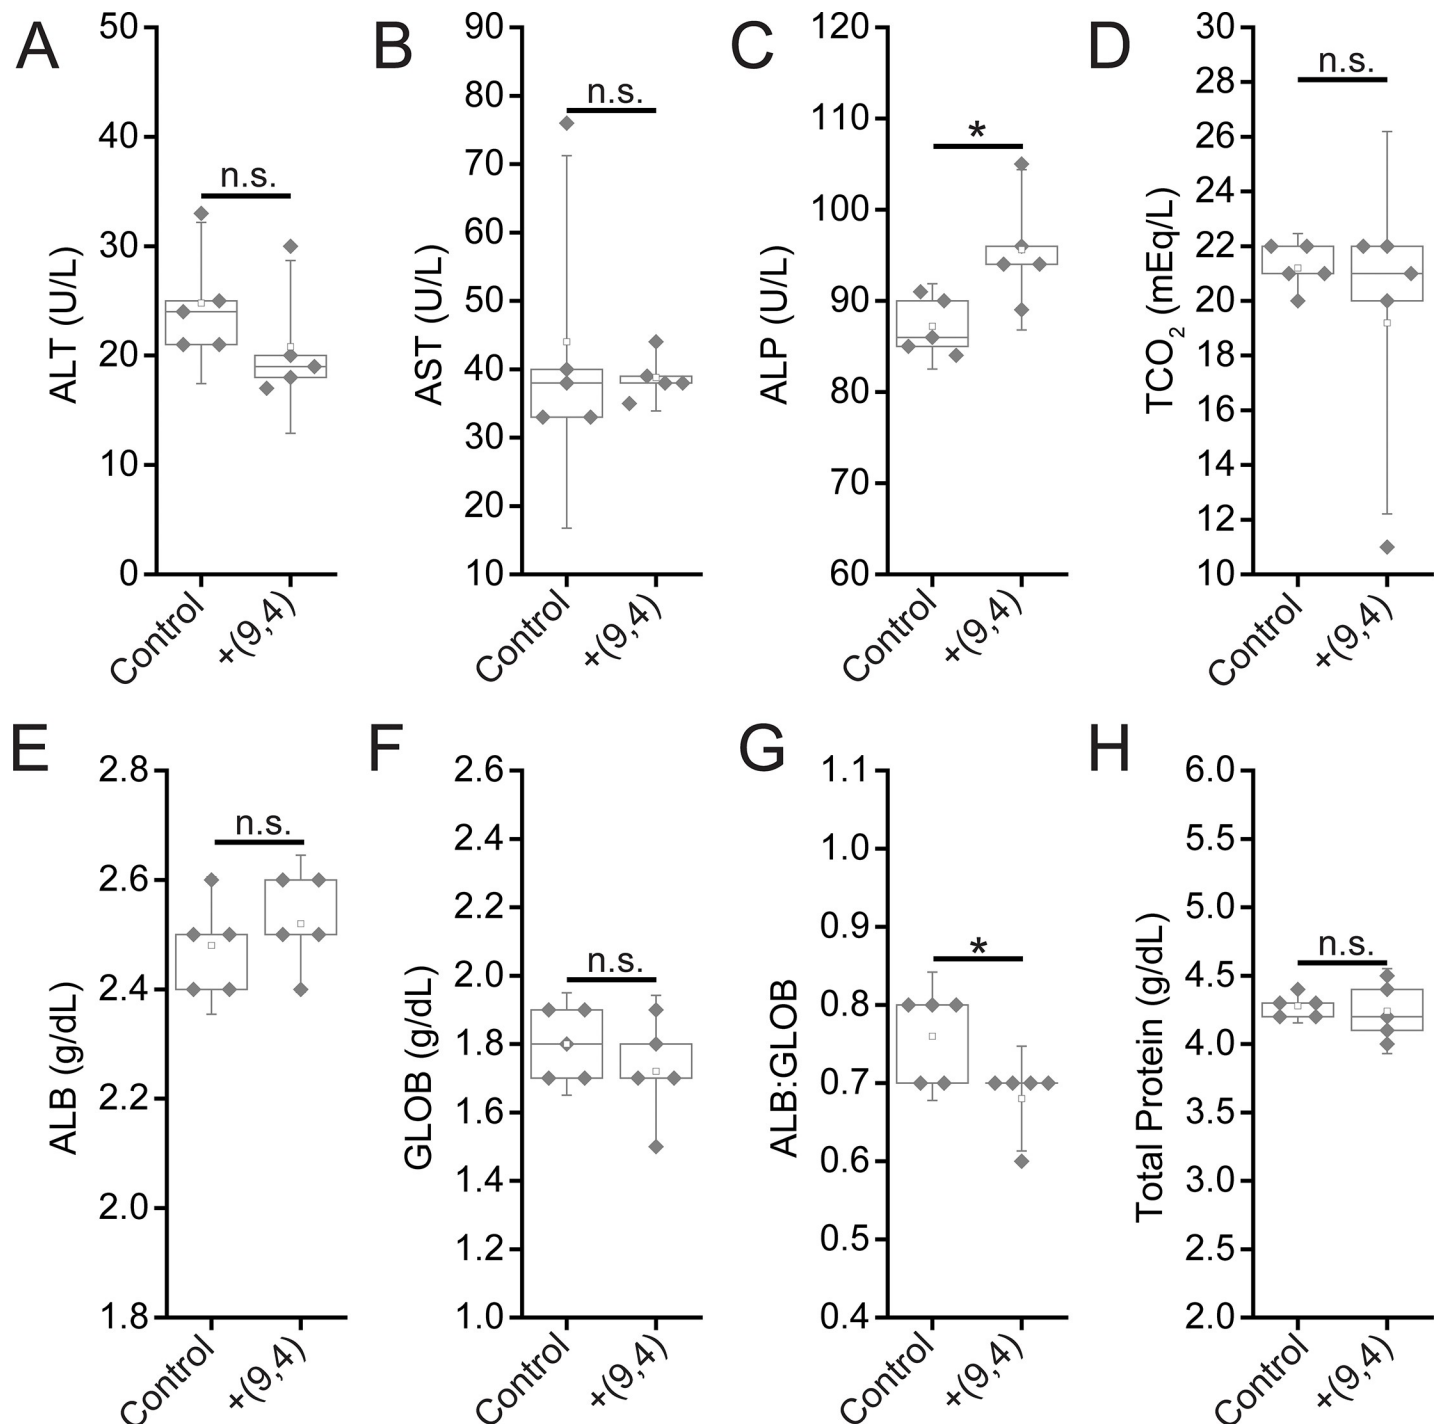 A
ALT (U/L)
50
40
30
20
10
0
n.s.
Control
+(9,4)
B
AST (U/L)
90
80
70
60
50
40
30
20
10
n.s.
Control
+(9,4)
C
ALP (U/L)
120
110
100
90
80
70
60
*
Control
+(9,4)
D
TCO2 (mEq/L)
30
28
26
24
22
20
18
16
14
12
10
n.s.
Control
+(9,4)
E
ALB (g/dL)
2.8
2.6
2.4
2.2
2.0
1.8
n.s.
Control
+(9,4)
F
GLOB (g/dL)
2.6
2.4
2.2
2.0
1.8
1.6
1.4
1.2
1.0
n.s.
Control
+(9,4)
G
ALB:GLOB
1.1
1.0
0.9
0.8
0.7
0.6
0.5
0.4
*
Control
+(9,4)
H
Total Protein (g/dL)
6.0
5.5
5.0
4.5
4.0
3.5
3.0
2.5
2.0
n.s.
Control
+(9,4)